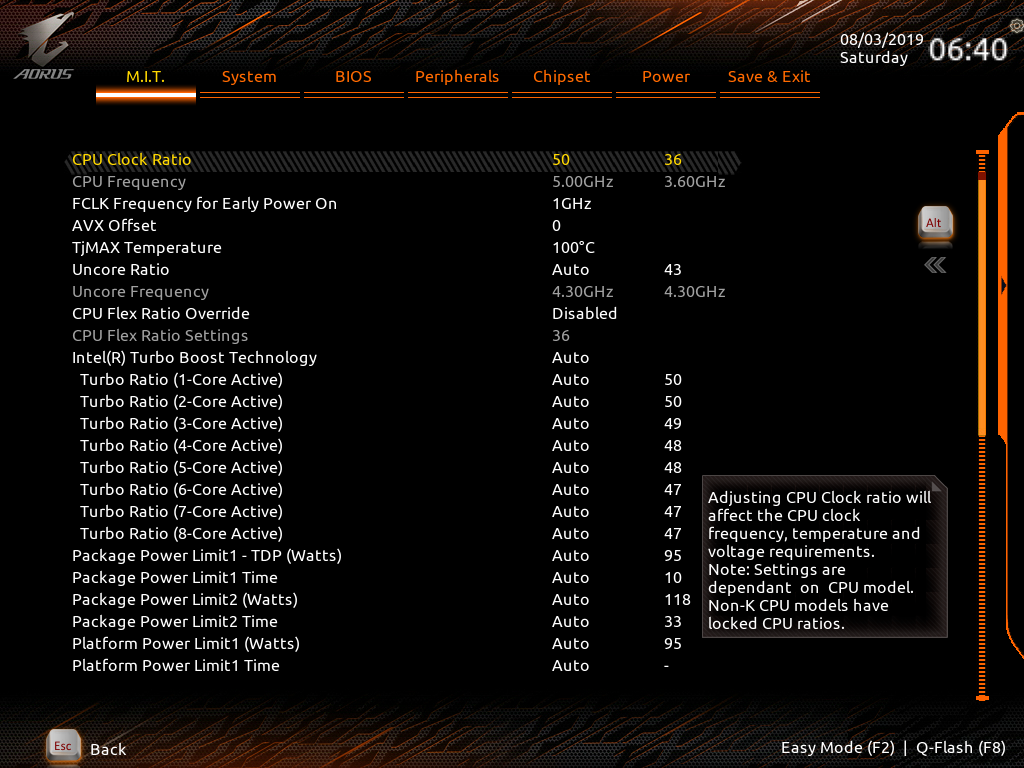 AORUS
08/03/2019
Saturday
06:40
M.I.T. System BIOS Peripherals Chipset Power Save & Exit
CPU Clock Ratio 50 36
CPU Frequency 5.00GHz 3.60GHz
FCLK Frequency for Early Power On 1GHz
AVX Offset 0
TjMAX Temperature 100°C
Uncore Ratio Auto 43
Uncore Frequency 4.30GHz 4.30GHz
CPU Flex Ratio Override Disabled
CPU Flex Ratio Settings 36
Intel(R) Turbo Boost Technology Auto
Turbo Ratio (1-Core Active) Auto 50
Turbo Ratio (2-Core Active) Auto 50
Turbo Ratio (3-Core Active) Auto 49
Turbo Ratio (4-Core Active) Auto 48
Turbo Ratio (5-Core Active) Auto 48
Turbo Ratio (6-Core Active) Auto 47
Turbo Ratio (7-Core Active) Auto 47
Turbo Ratio (8-Core Active) Auto 47
Package Power Limit1 - TDP (Watts) Auto 95
Package Power Limit1 Time Auto 10
Package Power Limit2 (Watts) Auto 118
Package Power Limit2 Time Auto 33
Platform Power Limit1 (Watts) Auto 95
Platform Power Limit1 Time Auto -
Alt
Adjusting CPU Clock ratio will
affect the CPU clock
frequency, temperature and
voltage requirements.
Note: Settings are
dependant on CPU model.
Non-K CPU models have
locked CPU ratios.
Esc Back
Easy Mode (F2) | Q-Flash (F8)